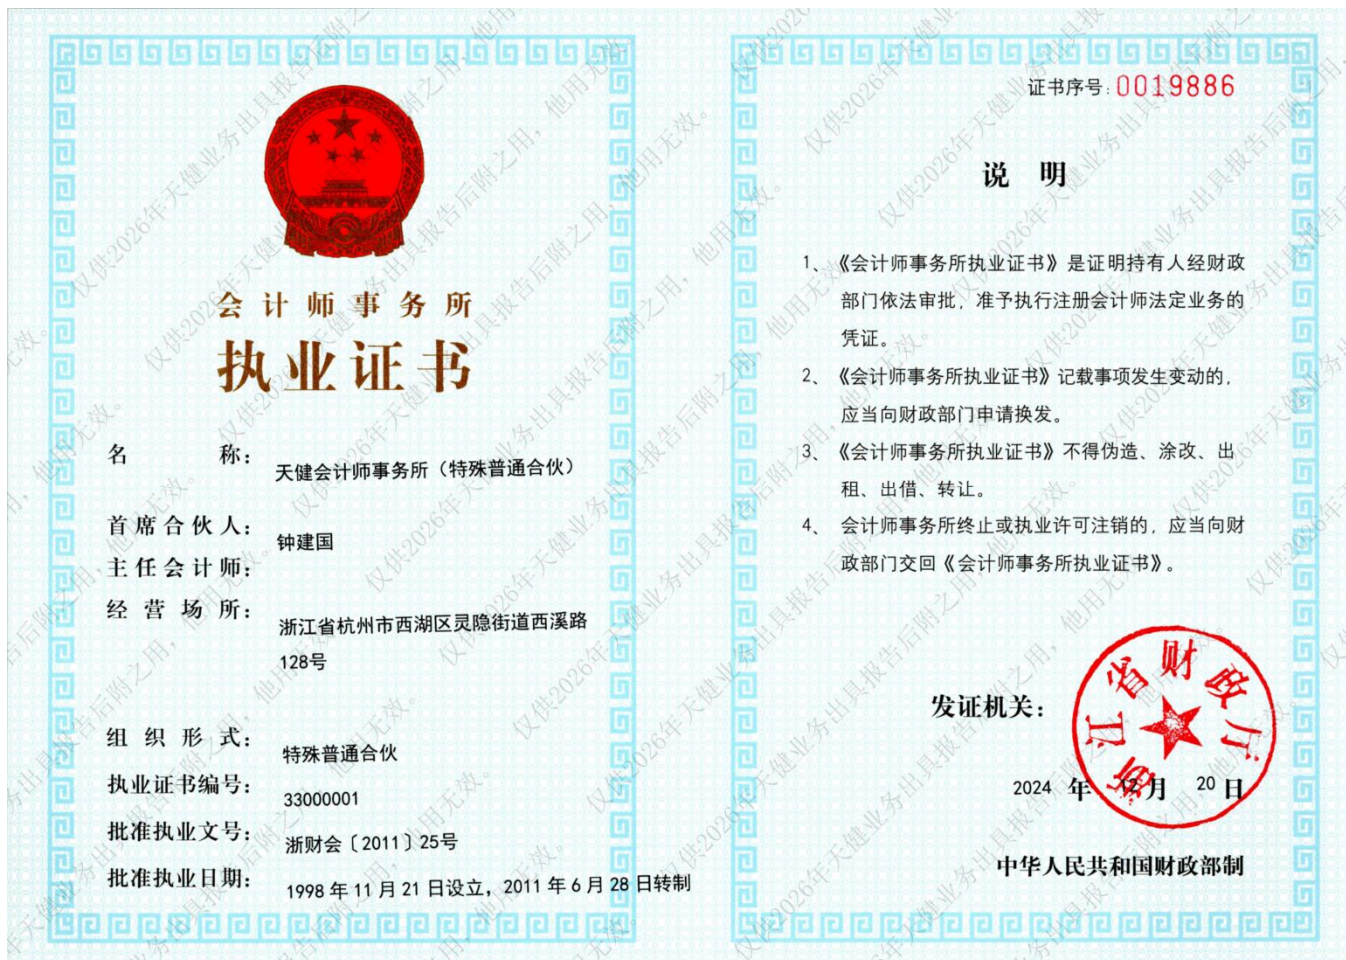 会计师事务所
执业证书
名称：天健会计师事务所（特殊普通合伙）
首席合伙人：钟建国
主任会计师：
经营场所：浙江省杭州市西湖区灵隐街道西溪路
128号
组织形式：特殊普通合伙
执业证书编号：33000001
批准执业文号：浙财会〔2011〕25号
批准执业日期：1998年11月21日设立，2011年6月28日转制
证书序号：0019886
说明
1、《会计师事务所执业证书》是证明持有人经财政
部门依法审批，准予执行注册会计师法定业务的
凭证。
2、《会计师事务所执业证书》记载事项发生变动的，
应当向财政部门申请换发。
3、《会计师事务所执业证书》不得伪造、涂改、出
租、出借、转让。
4、会计师事务所终止或执业许可注销的，应当向财
政部门交回《会计师事务所执业证书》。
发证机关：
浙江省财政厅
2024年12月20日
中华人民共和国财政部制
仅供2026年天健业务出具报告后附之用，他用无效。